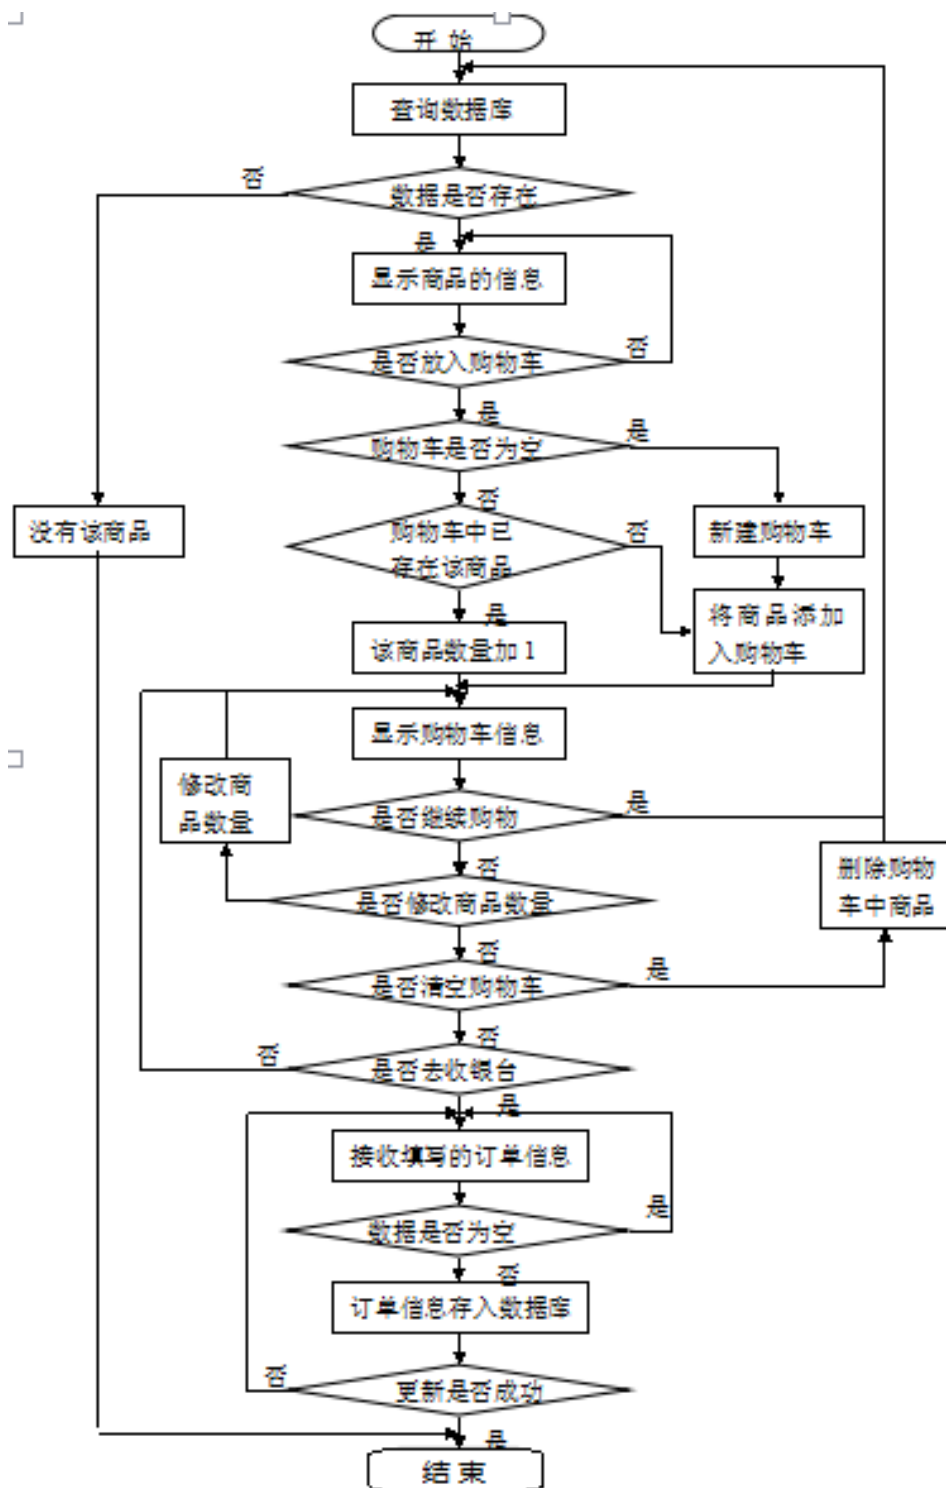 开 始
查询数据库
否
数据是否存在
是
显示商品的信息
是否放入购物车
否
是
购物车是否为空
是
否
没有该商品
购物车中已
存在该商品
否
新建购物车
是
将商品添加
入购物车
该商品数量加1
显示购物车信息
修改商
品数量
是否继续购物
是
否
删除购物
车中商品
是否修改商品数量
否
是否清空购物车
是
否
否
是否去收银台
是
接收填写的订单信息
数据是否为空
是
否
订单信息存入数据库
否
更新是否成功
是
结 束